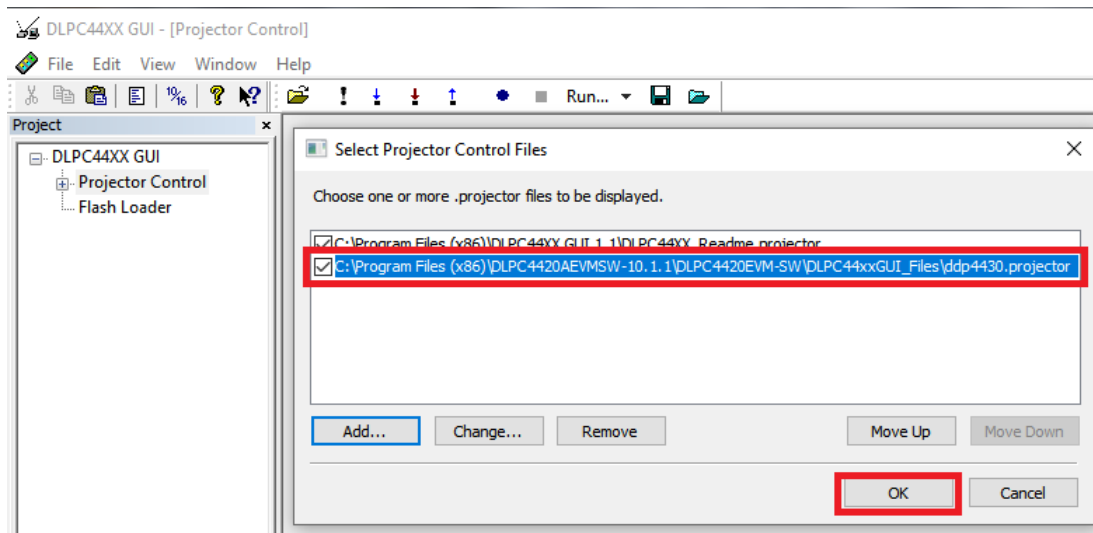 DLPC44XX GUI - [Projector Control]
File Edit View Window Help
10/16 Run...
Project
DLPC44XX GUI
Projector Control
Flash Loader
Select Projector Control Files
Choose one or more .projector files to be displayed.
C:\Program Files (x86)\DLPC44XX GUI 1.1\DLPC44XX_Readme.projector
C:\Program Files (x86)\DLPC4420AEVMSW-10.1.1\DLPC4420EVM-SW\DLPC44xxGUI_Files\ddp4430.projector
Add... Change... Remove Move Up Move Down
OK Cancel